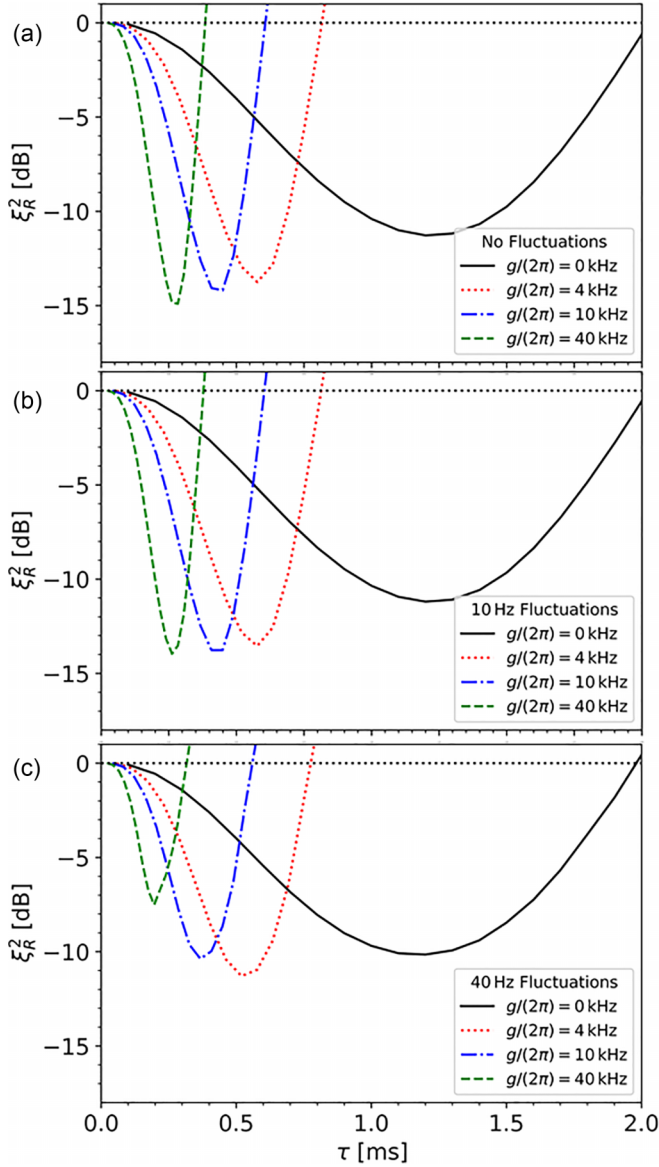 (a)
0
−5
−10
−15
ξ_R^2 [dB]
No Fluctuations
g/(2π) = 0 kHz
g/(2π) = 4 kHz
g/(2π) = 10 kHz
g/(2π) = 40 kHz
(b)
0
−5
−10
−15
ξ_R^2 [dB]
10 Hz Fluctuations
g/(2π) = 0 kHz
g/(2π) = 4 kHz
g/(2π) = 10 kHz
g/(2π) = 40 kHz
(c)
0
−5
−10
−15
ξ_R^2 [dB]
40 Hz Fluctuations
g/(2π) = 0 kHz
g/(2π) = 4 kHz
g/(2π) = 10 kHz
g/(2π) = 40 kHz
0.0 0.5 1.0 1.5 2.0
τ [ms]